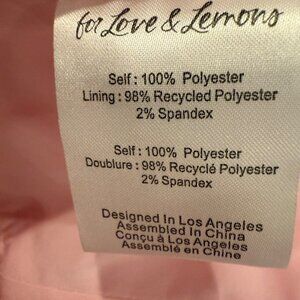 for Love & Lemons
Self : 100% Polyester
Lining : 98% Recycled Polyester
2% Spandex
Self : 100% Polyester
Doublure : 98% Recyclé Polyester
2% Spandex
Designed In Los Angeles
Assembled In China
Conçu à Los Angeles
Assemblé en Chine